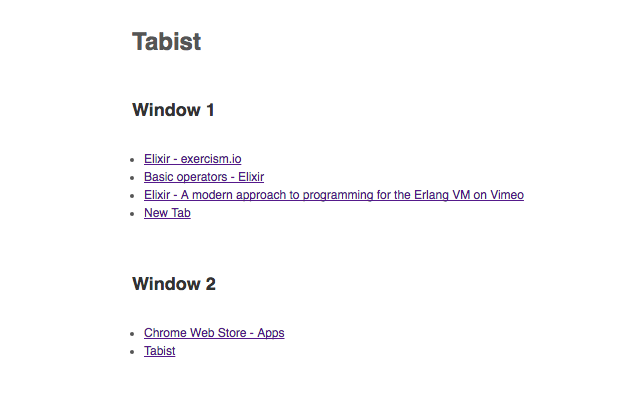 Tabist
Window 1
Elixir - exercism.io
Basic operators - Elixir
Elixir - A modern approach to programming for the Erlang VM on Vimeo
New Tab
Window 2
Chrome Web Store - Apps
Tabist